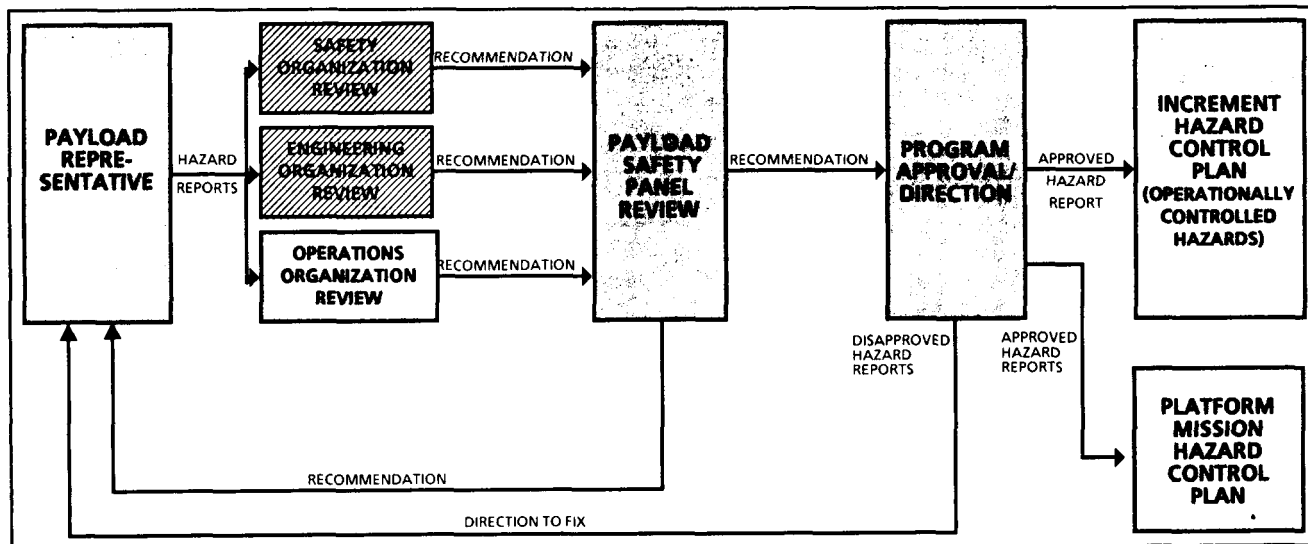 PAYLOAD
REPRE-
SENTATIVE
HAZARD
REPORTS
SAFETY
ORGANIZATION
REVIEW
ENGINEERING
ORGANIZATION
REVIEW
OPERATIONS
ORGANIZATION
REVIEW
RECOMMENDATION
RECOMMENDATION
RECOMMENDATION
PAYLOAD
SAFETY
PANEL
REVIEW
RECOMMENDATION
PROGRAM
APPROVAL/
DIRECTION
APPROVED
HAZARD
REPORT
INCREMENT
HAZARD
CONTROL
PLAN
(OPERATIONALLY
CONTROLLED
HAZARDS)
DISAPPROVED
HAZARD
REPORTS
APPROVED
HAZARD
REPORTS
PLATFORM
MISSION
HAZARD
CONTROL
PLAN
RECOMMENDATION
DIRECTION TO FIX